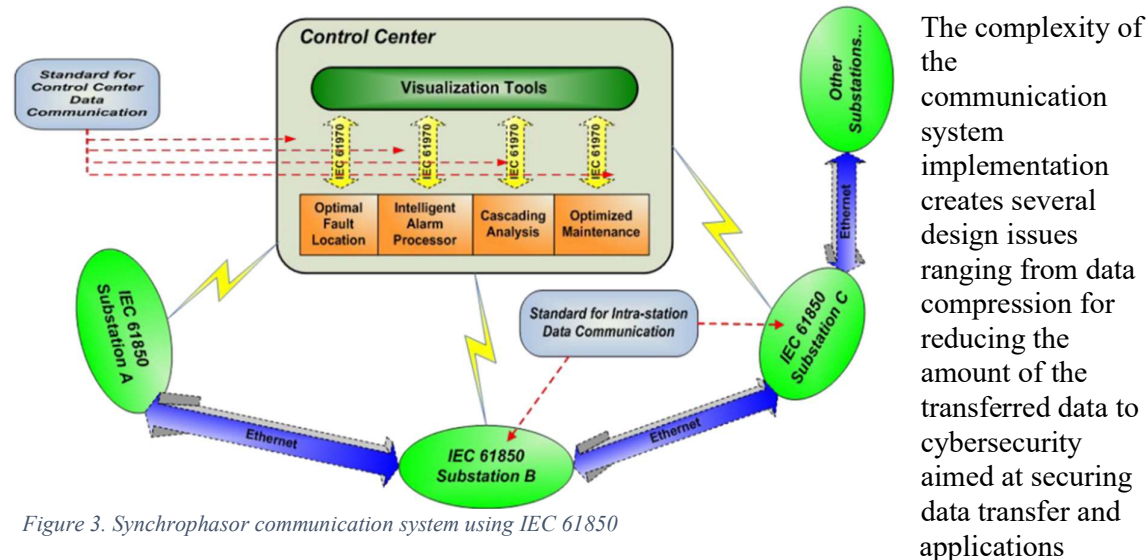 Control Center
Standard for
Control Center
Data
Communication
Visualization Tools
IEC 61970
IEC 61970
IEC 61970
IEC 61970
Optimal
Fault
Location
Intelligent
Alarm
Processor
Cascading
Analysis
Optimized
Maintenance
Other
Substations...
Ethernet
IEC 61850
Substation A
Standard for Intra-station
Data Communication
IEC 61850
Substation C
Ethernet
Ethernet
IEC 61850
Substation B
Figure 3. Synchrophasor communication system using IEC 61850
The complexity of
the
communication
system
implementation
creates several
design issues
ranging from data
compression for
reducing the
amount of the
transferred data to
cybersecurity
aimed at securing
data transfer and
applications